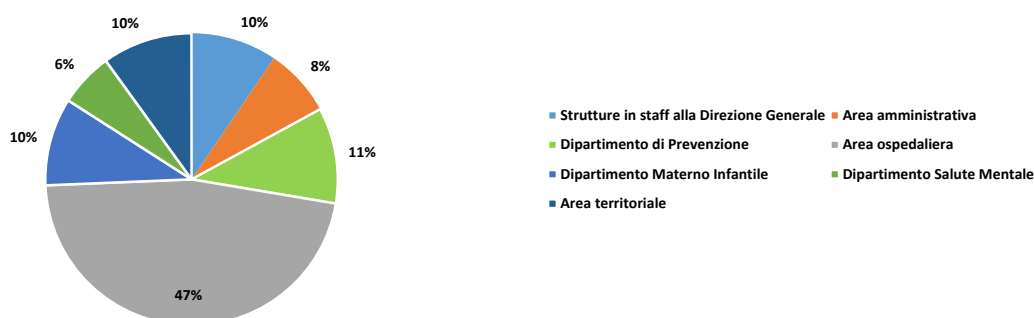 10%
10%
6%
8%
10%
11%
47%
Strutture in staff alla Direzione Generale
Area amministrativa
Dipartimento di Prevenzione
Area ospedaliera
Dipartimento Materno Infantile
Dipartimento Salute Mentale
Area territoriale